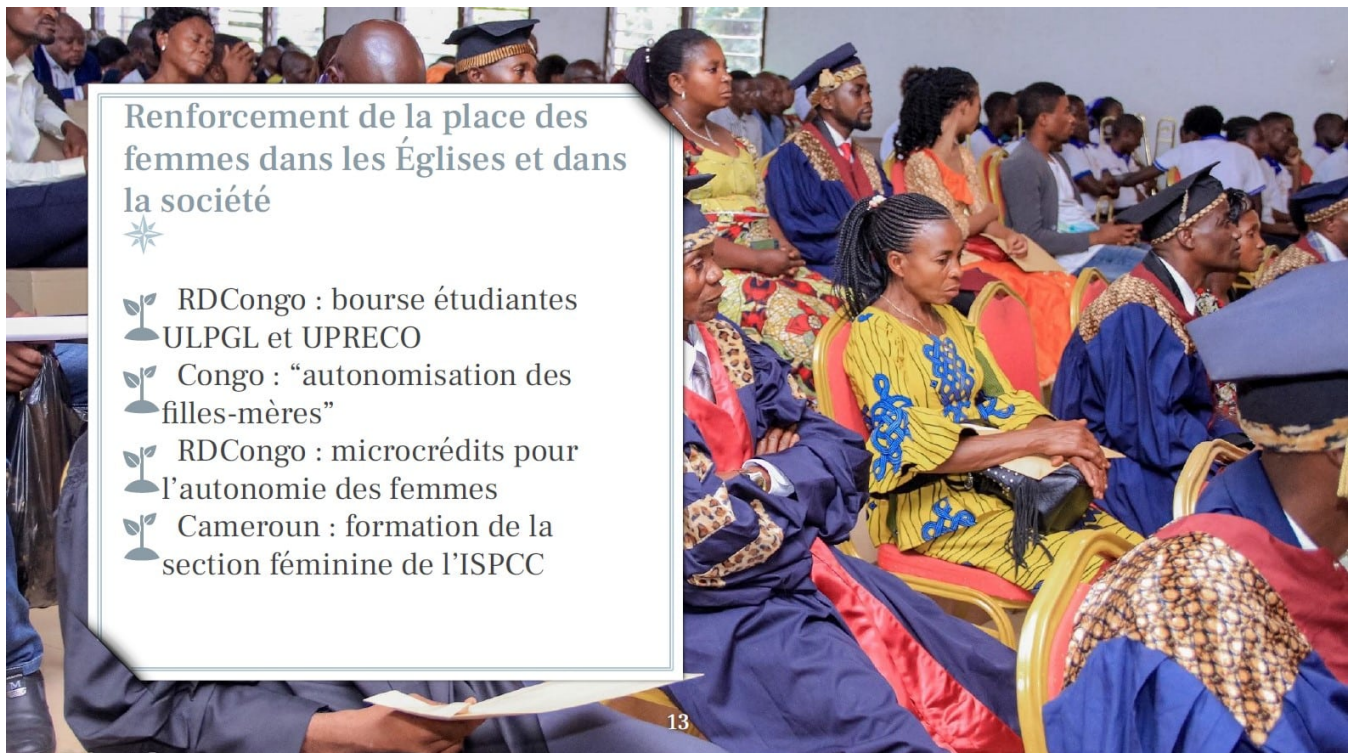 Renforcement de la place des
femmes dans les Églises et dans
la société
RDCongo : bourse étudiantes
ULPGL et UPRECO
Congo : “autonomisation des
filles-mères”
RDCongo : microcrédits pour
l’autonomie des femmes
Cameroun : formation de la
section féminine de l’ISPCC
13